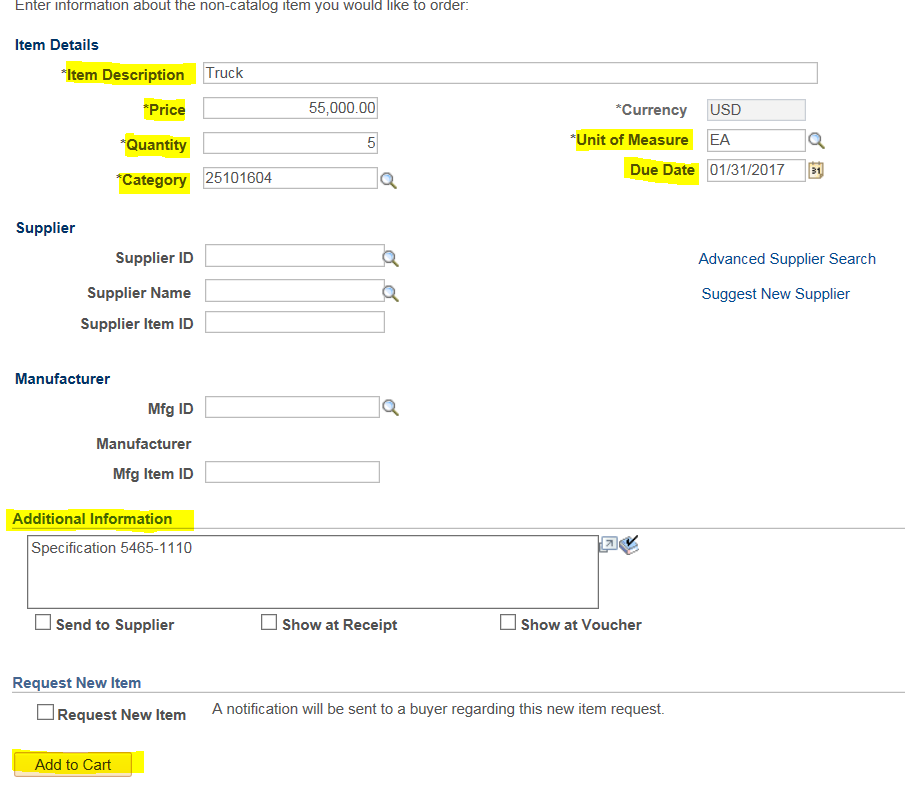 Enter information about the non-catalog item you would like to order:
Item Details
*Item Description Truck
*Price 55,000.00 *Currency USD
*Quantity 5 *Unit of Measure EA
*Category 25101604 Due Date 01/31/2017 31
Supplier
Supplier ID Advanced Supplier Search
Supplier Name Suggest New Supplier
Supplier Item ID
Manufacturer
Mfg ID
Manufacturer
Mfg Item ID
Additional Information
Specification 5465-1110
Send to Supplier Show at Receipt Show at Voucher
Request New Item
Request New Item A notification will be sent to a buyer regarding this new item request.
Add to Cart